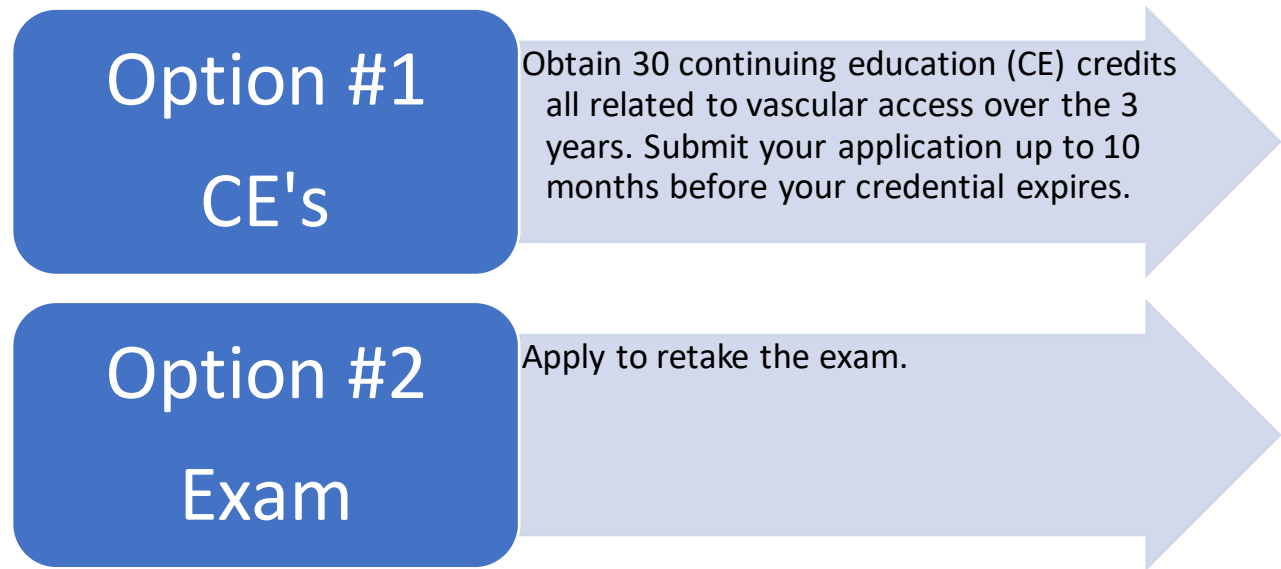 Option #1
CE's
Obtain 30 continuing education (CE) credits
all related to vascular access over the 3
years. Submit your application up to 10
months before your credential expires.
Option #2
Exam
Apply to retake the exam.